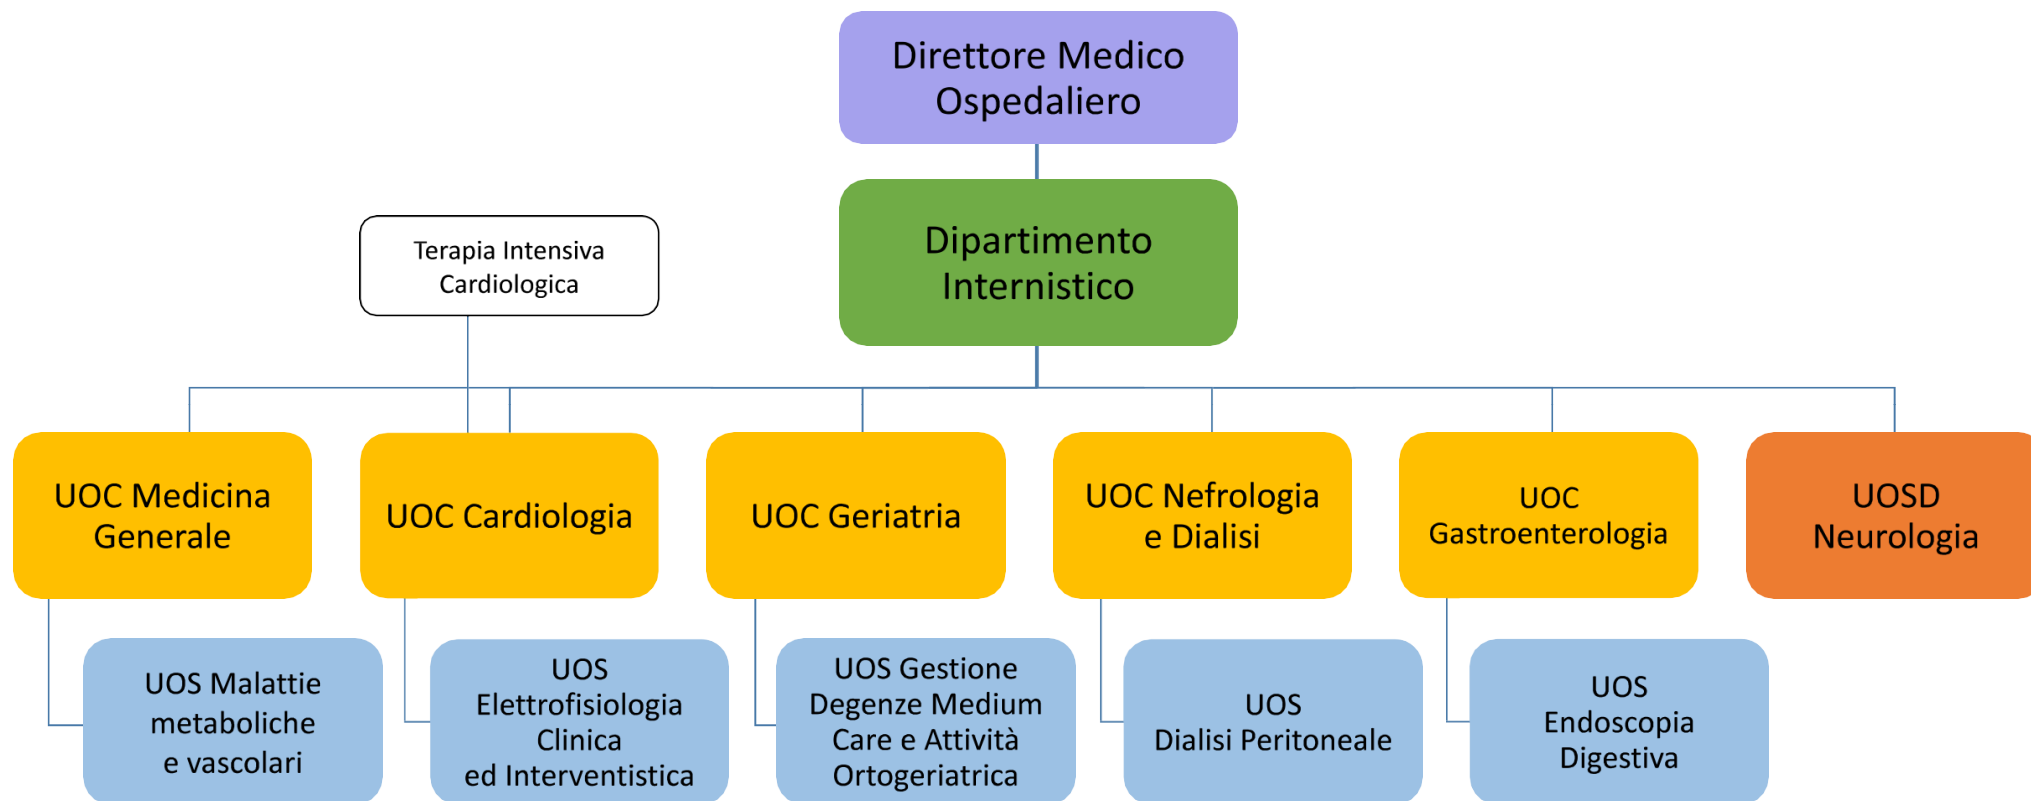 Direttore Medico
Ospedaliero
Dipartimento
Internistico
Terapia Intensiva
Cardiologica
UOC Medicina
Generale
UOC Cardiologia
UOC Geriatria
UOC Nefrologia
e Dialisi
UOC
Gastroenterologia
UOSD
Neurologia
UOS Malattie
metaboliche
e vascolari
UOS
Elettrofisiologia
Clinica
ed Interventistica
UOS Gestione
Degenze Medium
Care e Attività
Ortogeriatrica
UOS
Dialisi Peritoneale
UOS
Endoscopia
Digestiva